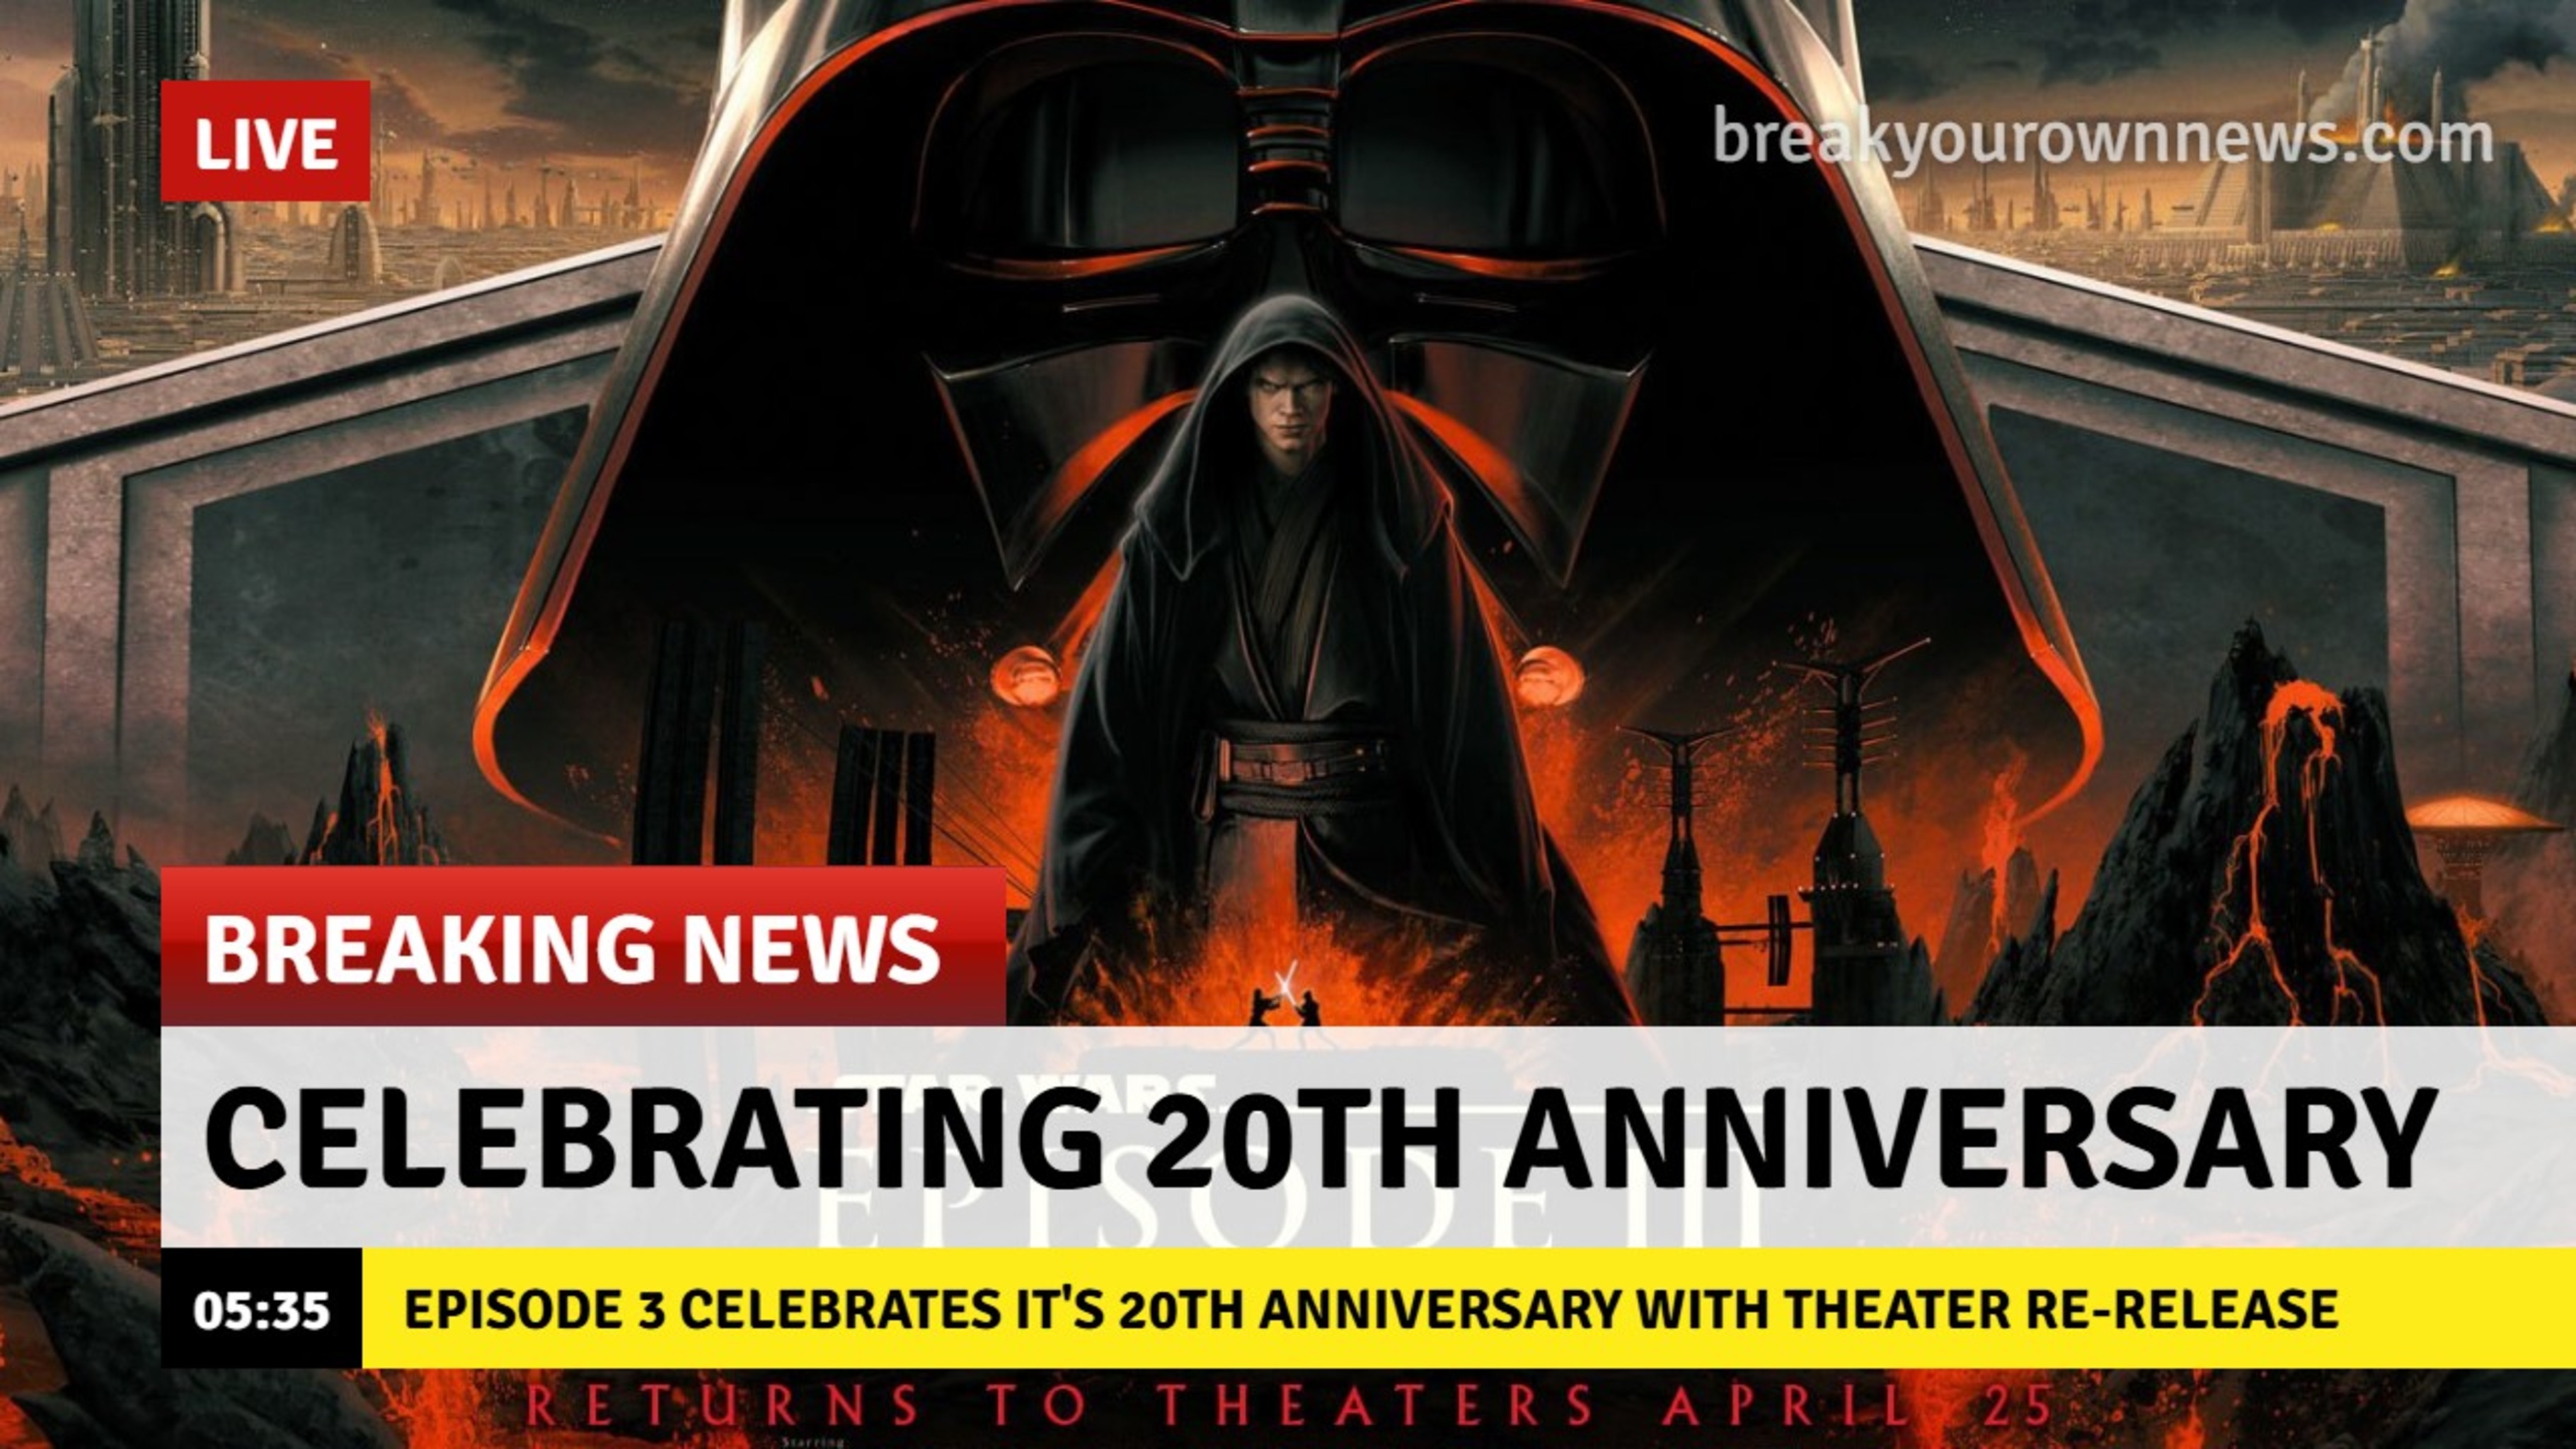 LIVE
breakyourownnews.com
BREAKING NEWS
STAR WARS
CELEBRATING 20TH ANNIVERSARY
EPISODE III
05:35 EPISODE 3 CELEBRATES IT'S 20TH ANNIVERSARY WITH THEATER RE-RELEASE
RETURNS TO THEATERS APRIL 25
Starring